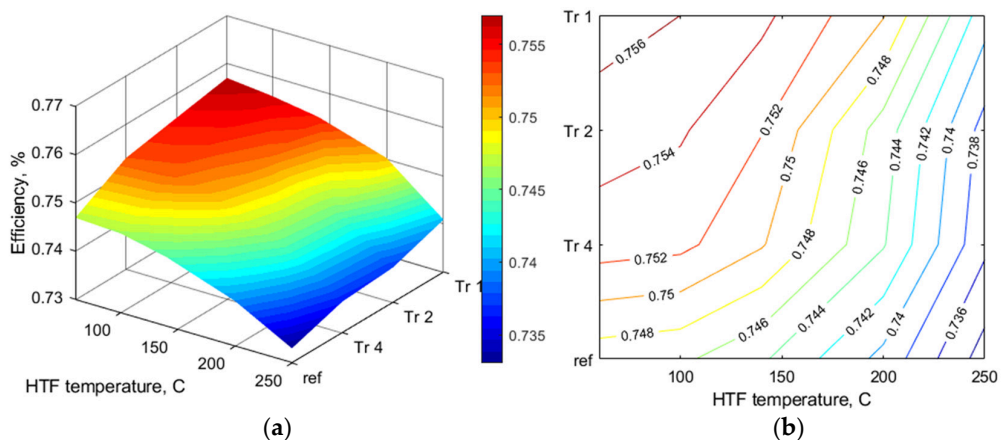 0.77
0.76
0.75
0.74
0.73
Efficiency, %
100
150
200
250
HTF temperature, C
ref
Tr 4
Tr 2
Tr 1
0.755
0.75
0.745
0.74
0.735
(a)
Tr 1
Tr 2
Tr 4
ref
0.756
0.754
0.752
0.752
0.75
0.75
0.748
0.748
0.748
0.746
0.746
0.744
0.744
0.742
0.742
0.74
0.74
0.738
0.736
100
150
200
250
HTF temperature, C
(b)